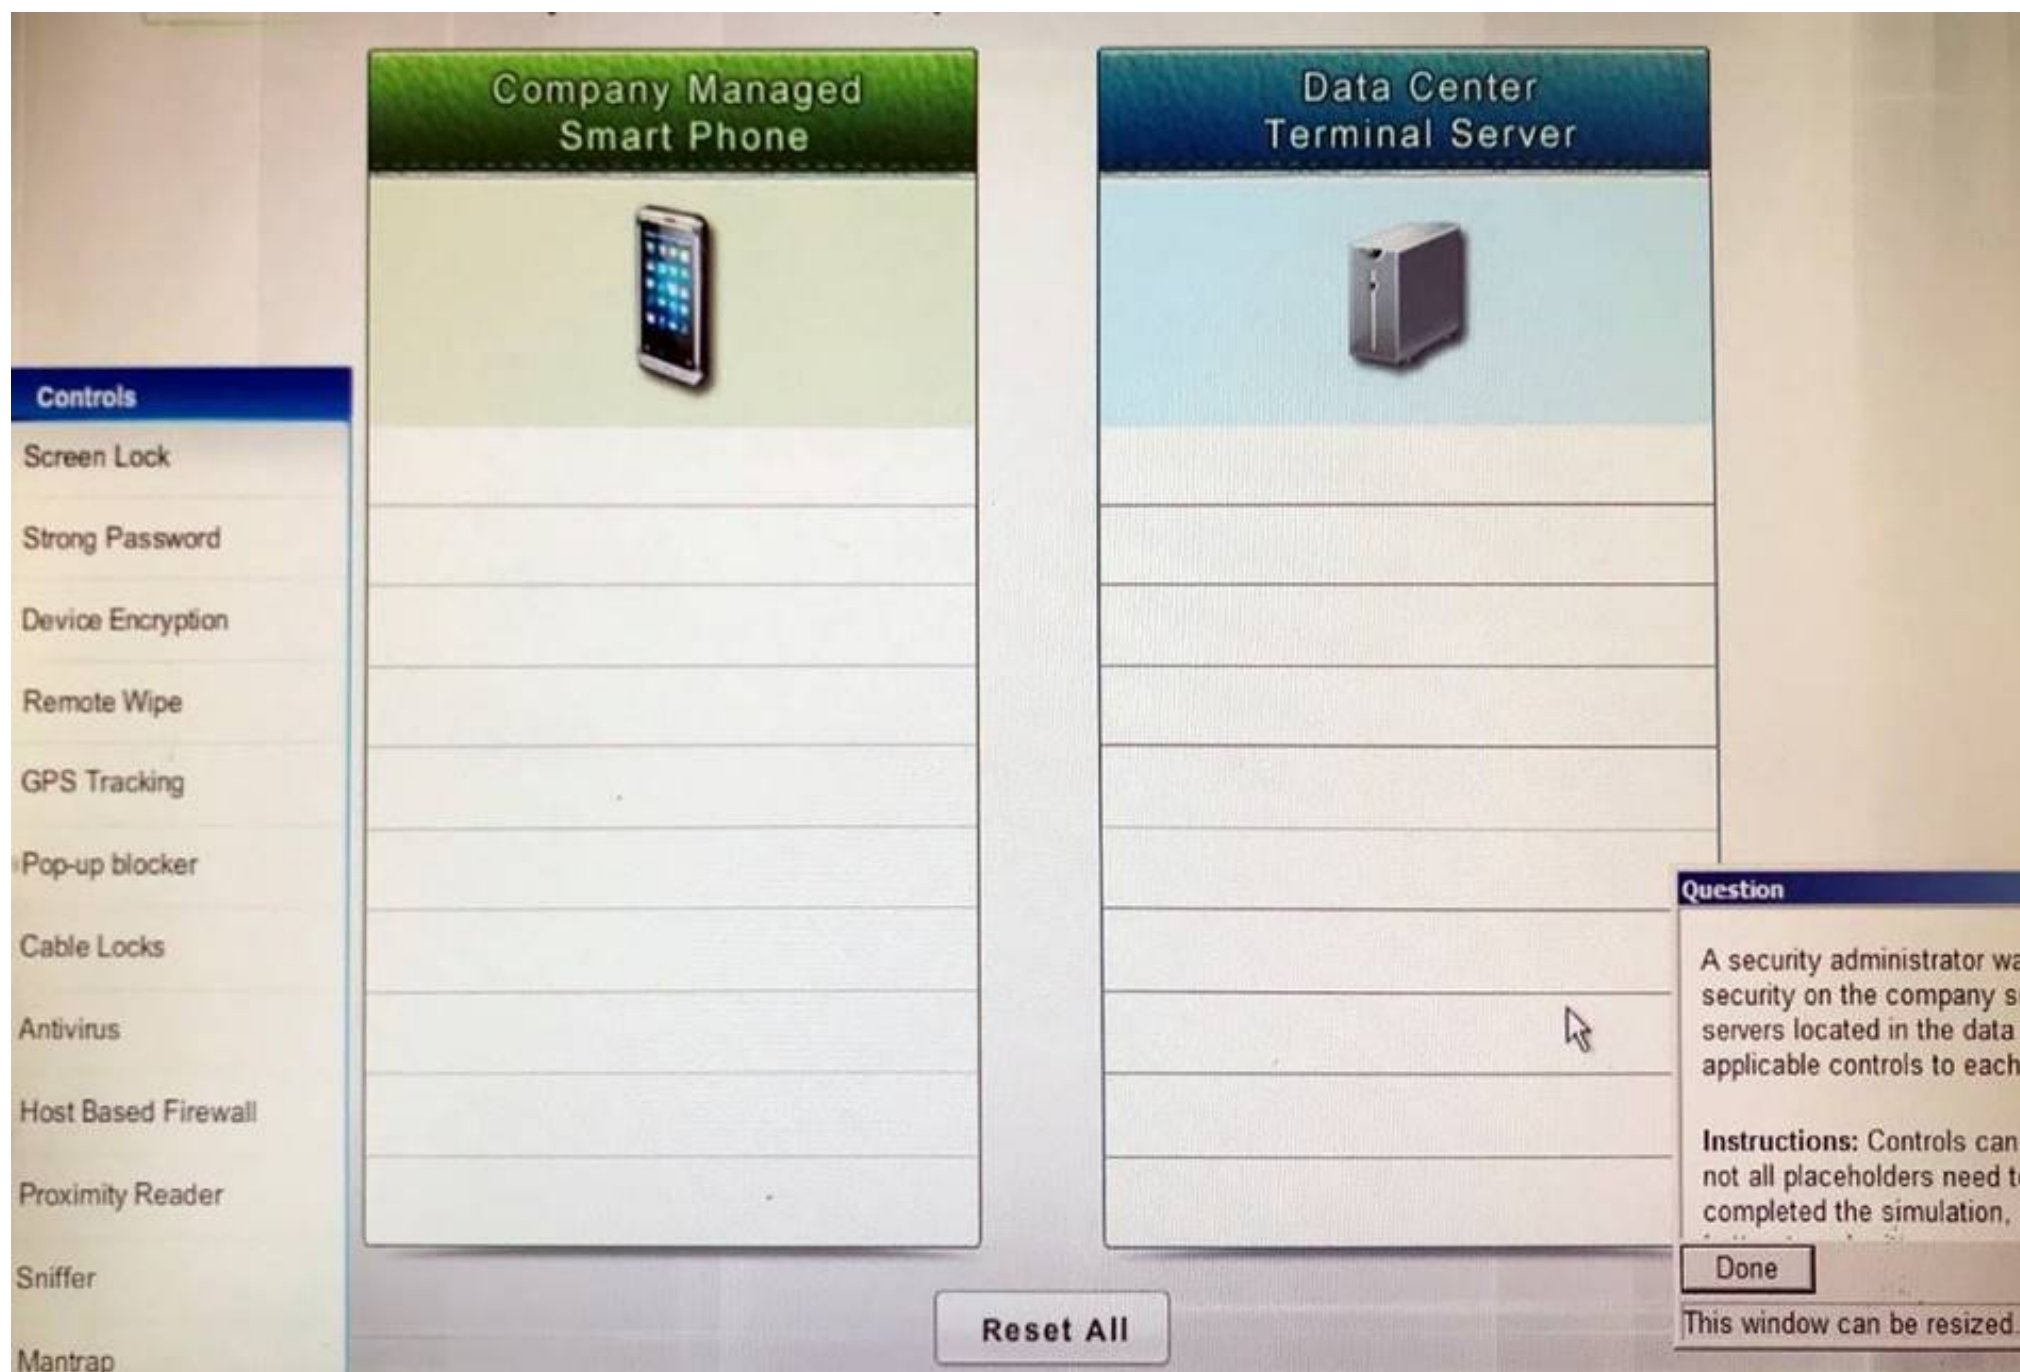 Company Managed
Smart Phone
Data Center
Terminal Server
Controls
Screen Lock
Strong Password
Device Encryption
Remote Wipe
GPS Tracking
Pop-up blocker
Cable Locks
Antivirus
Host Based Firewall
Proximity Reader
Sniffer
Mantrap
Question
A security administrator wa
security on the company s
servers located in the data
applicable controls to each
Instructions: Controls can
not all placeholders need t
completed the simulation,
Done
This window can be resized.
Reset All